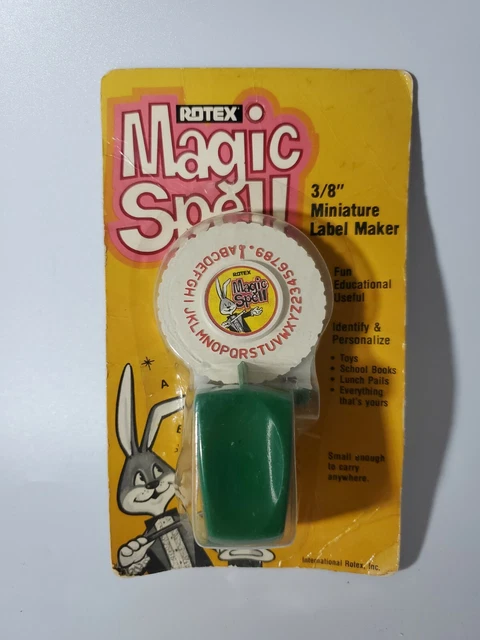 ROTEX
Magic
Spell
3/8"
Miniature
Label Maker
ABCDEFGHIJKLMNOPQRSTUVWXYZ23456789.
ROTEX
Magic
Spell
Fun
Educational
Useful
Identify &
Personalize
• Toys
• School Books
• Lunch Pails
• Everything
that's yours
A
Small enough
to carry
anywhere.
International Rotex, Inc.